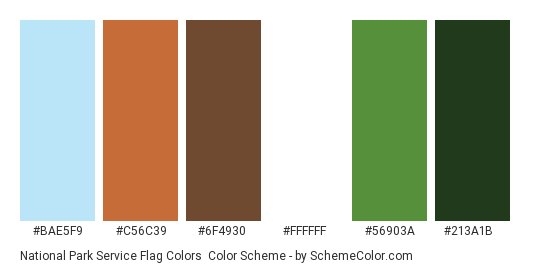 #BAE5F9 #C56C39 #6F4930 #FFFFFF #56903A #213A1B
National Park Service Flag Colors  Color Scheme - by SchemeColor.com